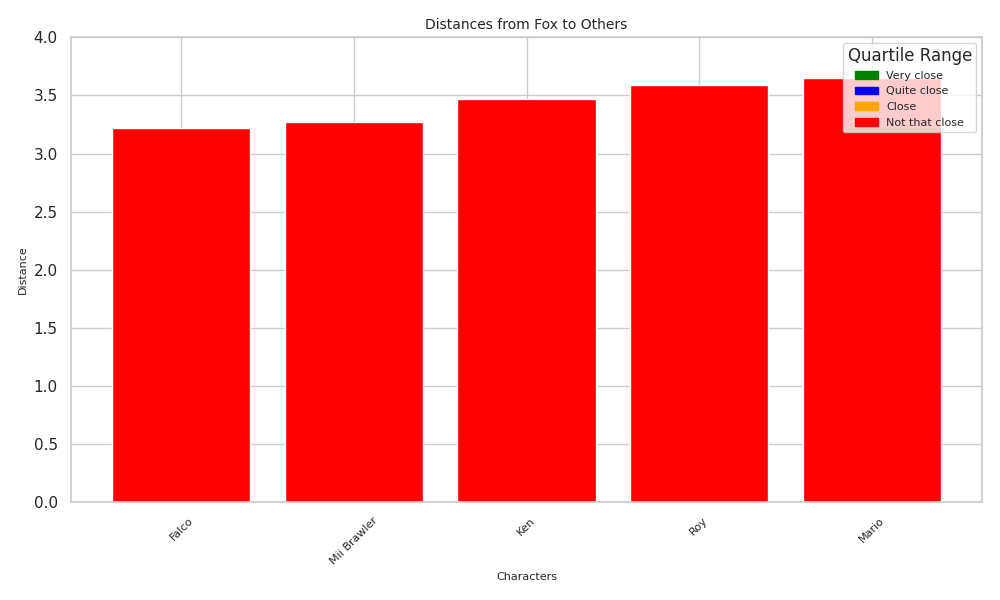 Distances from Fox to Others
Quartile Range
Very close
Quite close
Close
Not that close
Distance
4.0
3.5
3.0
2.5
2.0
1.5
1.0
0.5
0.0
Falco
Mii Brawler
Ken
Roy
Mario
Characters